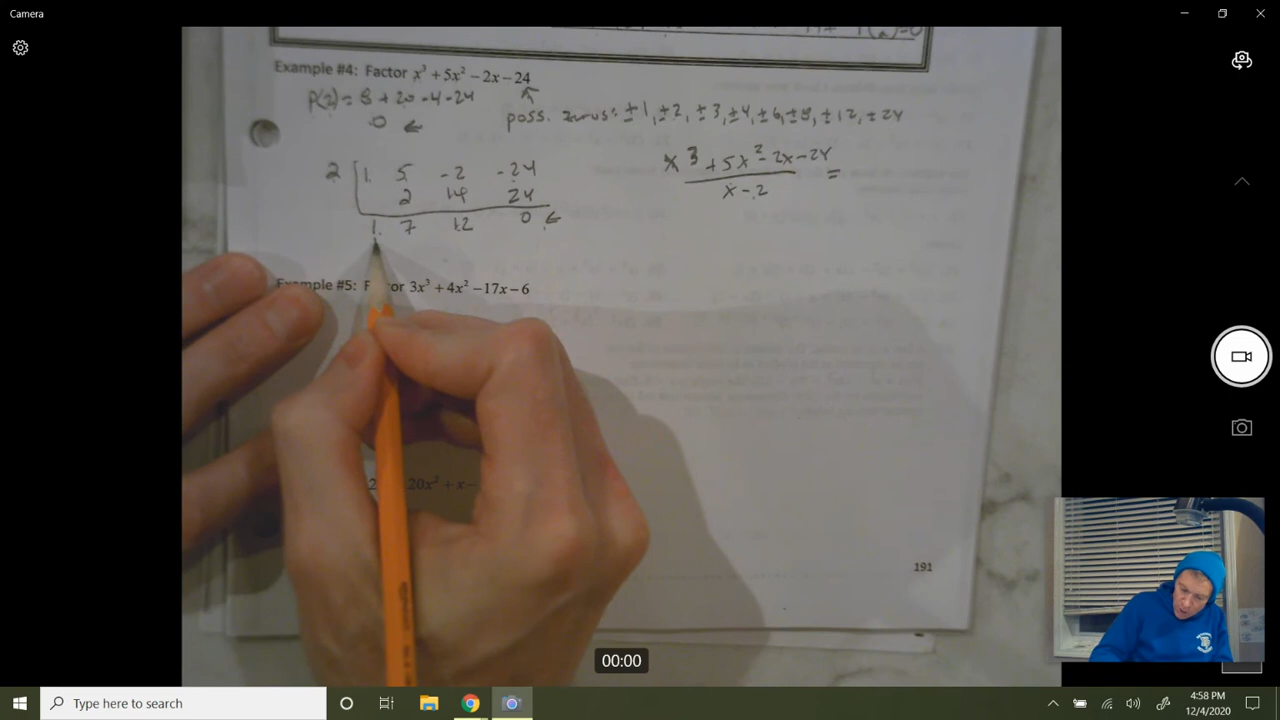 Camera
Example #4: Factor x³ + 5x² − 2x − 24
P(2) = 8 + 20 - 4 - 24
0 ←
poss. zeros: ±1, ±2, ±3, ±4, ±6, ±8, ±12, ±24
2 1 5 -2 -24
2 14 24
1 7 12 0 ←
x³ + 5x² - 2x - 24 =
x - 2
Example #5: Factor 3x³ + 4x² − 17x − 6
20x² + x −
191
00:00
Type here to search
4:58 PM
12/4/2020